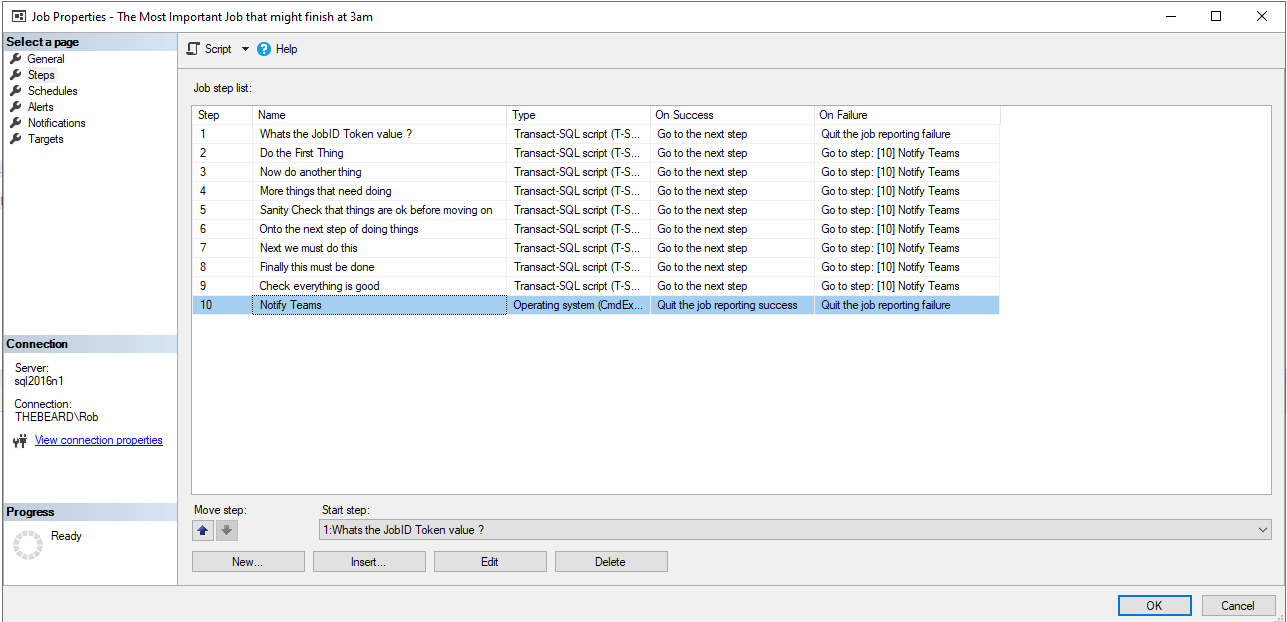 Job Properties - The Most Important Job that might finish at 3am
Select a page
General
Steps
Schedules
Alerts
Notifications
Targets
Connection
Server:
sql2016n1
Connection:
THEBEARD\Rob
View connection properties
Progress
Ready
Script Help
Job step list:
Step Name Type On Success On Failure
1 Whats the JobID Token value ? Transact-SQL script (T-S... Go to the next step Quit the job reporting failure
2 Do the First Thing Transact-SQL script (T-S... Go to the next step Go to step: [10] Notify Teams
3 Now do another thing Transact-SQL script (T-S... Go to the next step Go to step: [10] Notify Teams
4 More things that need doing Transact-SQL script (T-S... Go to the next step Go to step: [10] Notify Teams
5 Sanity Check that things are ok before moving on Transact-SQL script (T-S... Go to the next step Go to step: [10] Notify Teams
6 Onto the next step of doing things Transact-SQL script (T-S... Go to the next step Go to step: [10] Notify Teams
7 Next we must do this Transact-SQL script (T-S... Go to the next step Go to step: [10] Notify Teams
8 Finally this must be done Transact-SQL script (T-S... Go to the next step Go to step: [10] Notify Teams
9 Check everything is good Transact-SQL script (T-S... Go to the next step Go to step: [10] Notify Teams
10 Notify Teams Operating system (CmdEx... Quit the job reporting success Quit the job reporting failure
Move step: Start step:
1:Whats the JobID Token value ?
New... Insert... Edit Delete
OK Cancel